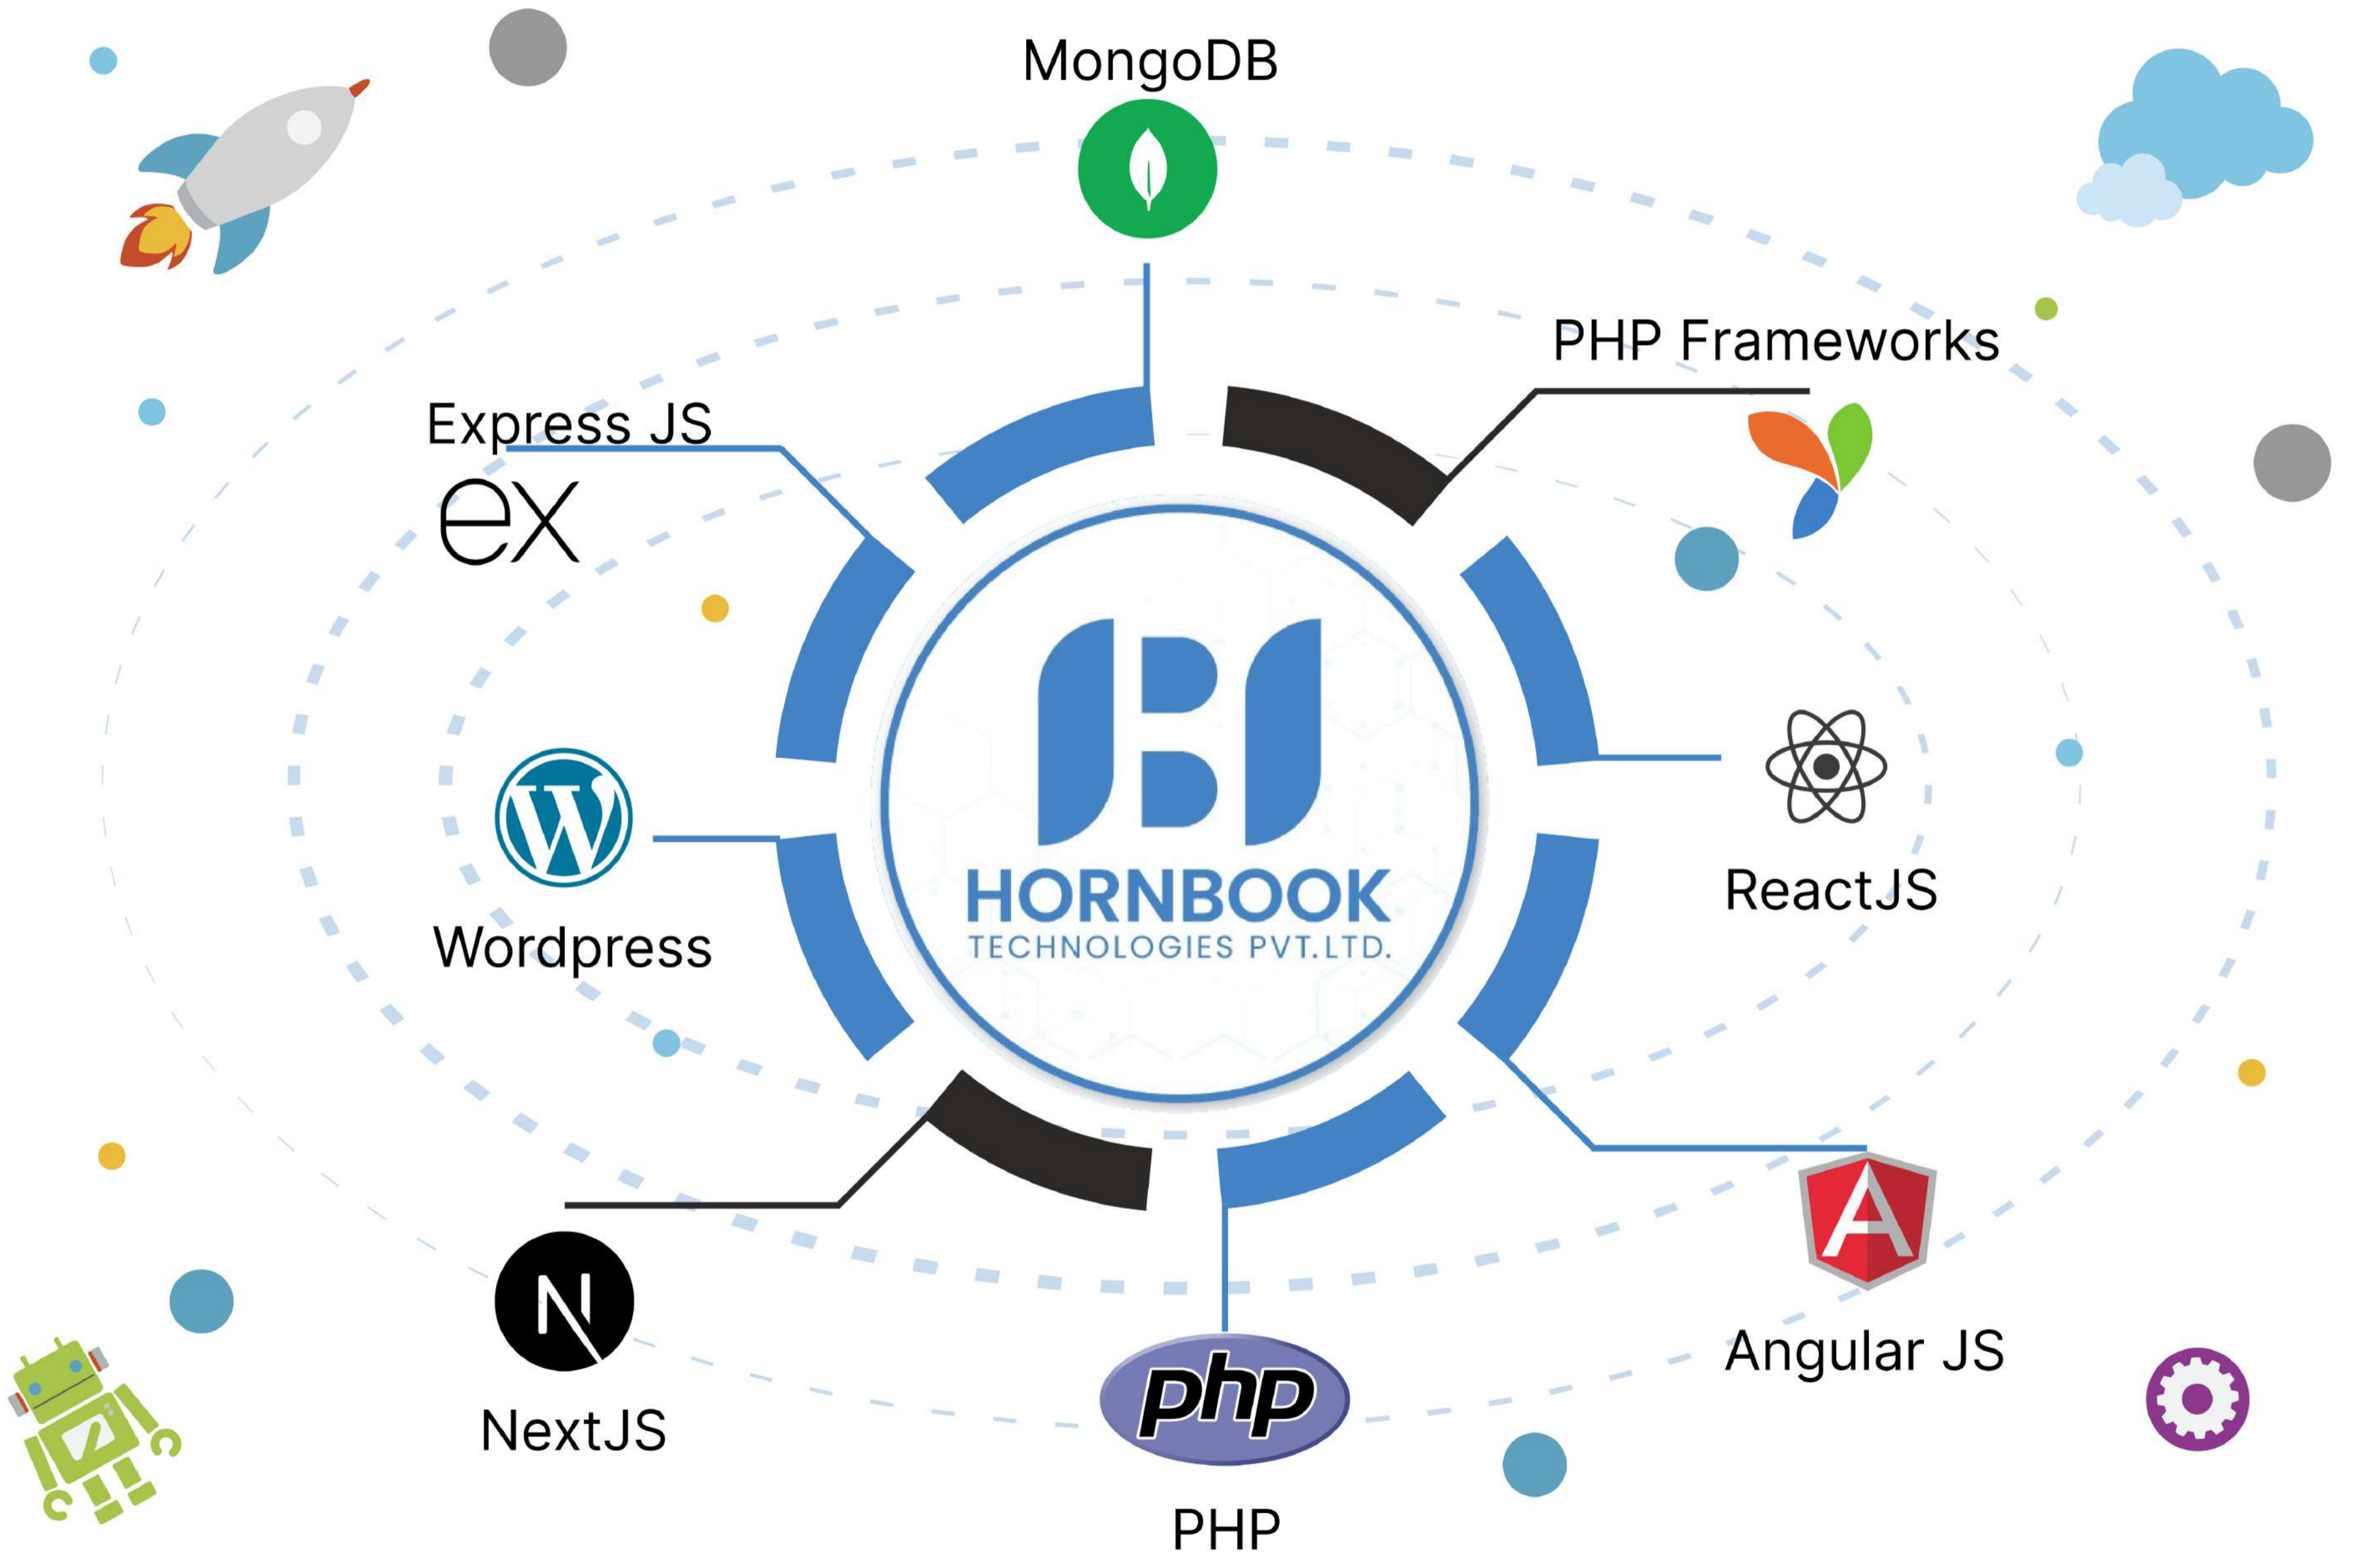 MongoDB
PHP Frameworks
Express JS
ex
HORNBOOK
TECHNOLOGIES PVT.LTD.
ReactJS
W
Wordpress
A
Angular JS
N
NextJS
php
PHP